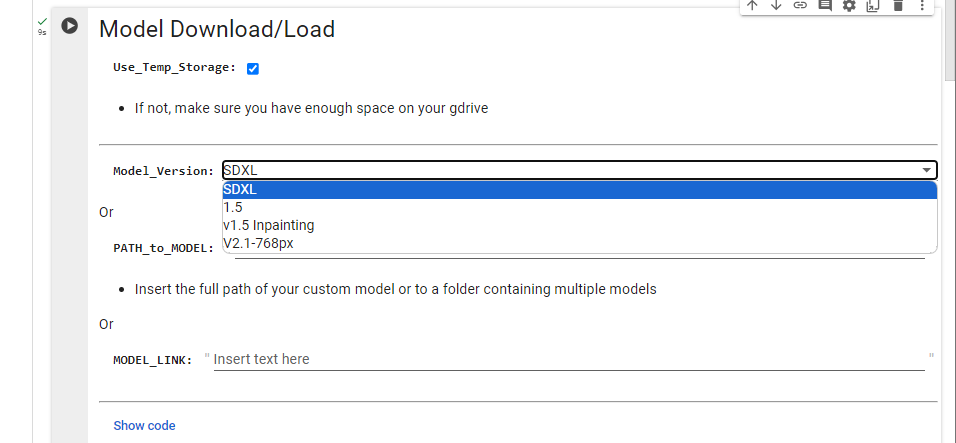 9s
Model Download/Load
Use_Temp_Storage:
If not, make sure you have enough space on your gdrive
Model_Version: SDXL
SDXL
1.5
Or
v1.5 Inpainting
V2.1-768px
PATH_to_MODEL:
Insert the full path of your custom model or to a folder containing multiple models
Or
MODEL_LINK: " Insert text here "
Show code